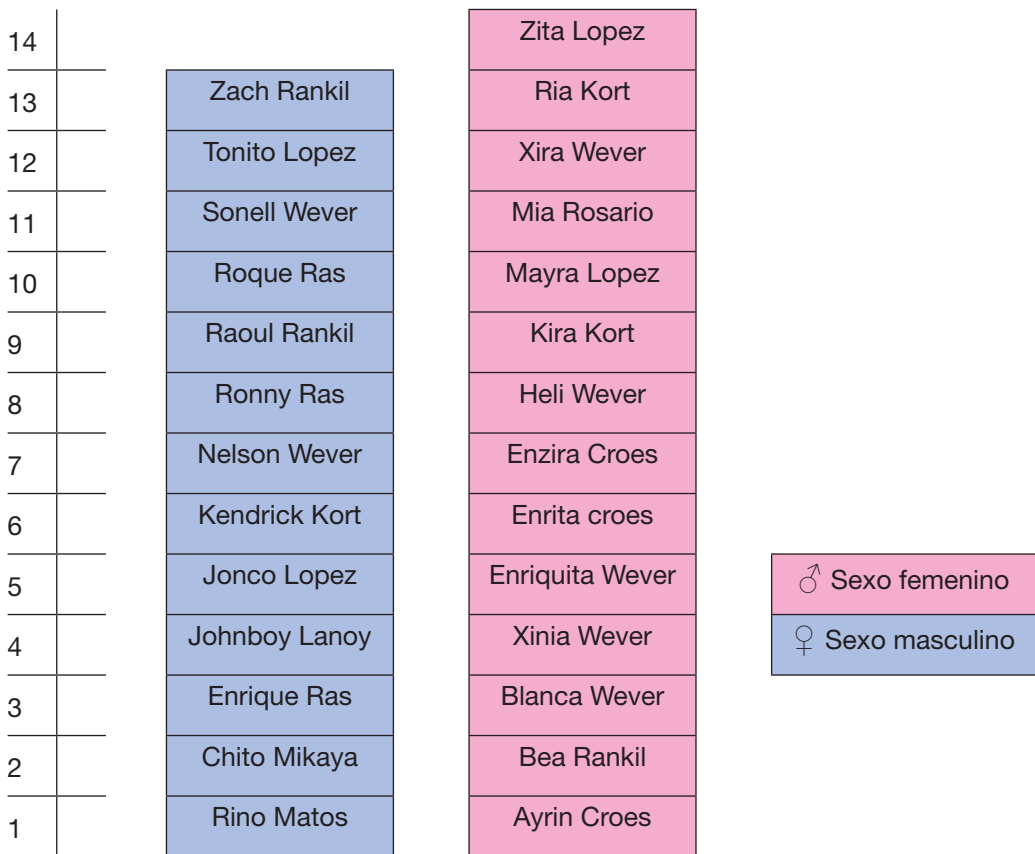 14 Zita Lopez
13 Zach Rankil Ria Kort
12 Tonito Lopez Xira Wever
11 Sonell Wever Mia Rosario
10 Roque Ras Mayra Lopez
9 Raoul Rankil Kira Kort
8 Ronny Ras Heli Wever
7 Nelson Wever Enzira Croes
6 Kendrick Kort Enrita croes
5 Jonco Lopez Enriquita Wever ♂ Sexo femenino
4 Johnboy Lanoy Xinia Wever ♀ Sexo masculino
3 Enrique Ras Blanca Wever
2 Chito Mikaya Bea Rankil
1 Rino Matos Ayrin Croes